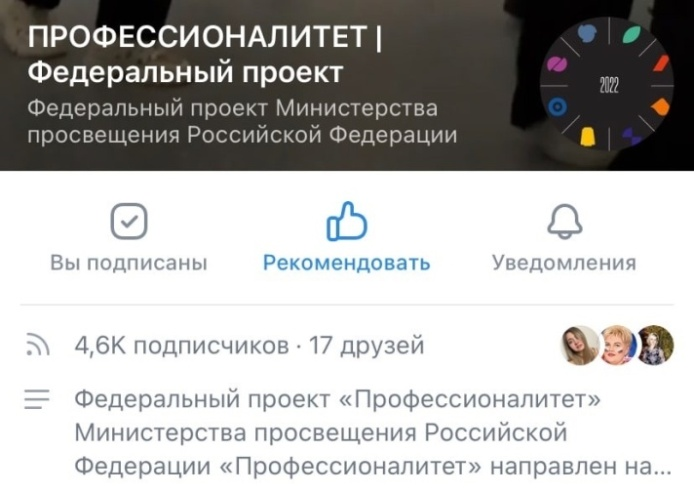 ПРОФЕССИОНАЛИТЕТ |
Федеральный проект
Федеральный проект Министерства
просвещения Российской Федерации
2022
Вы подписаны
Рекомендовать
Уведомления
4,6K подписчиков · 17 друзей
Федеральный проект «Профессионалитет»
Министерства просвещения Российской
Федерации «Профессионалитет» направлен на...